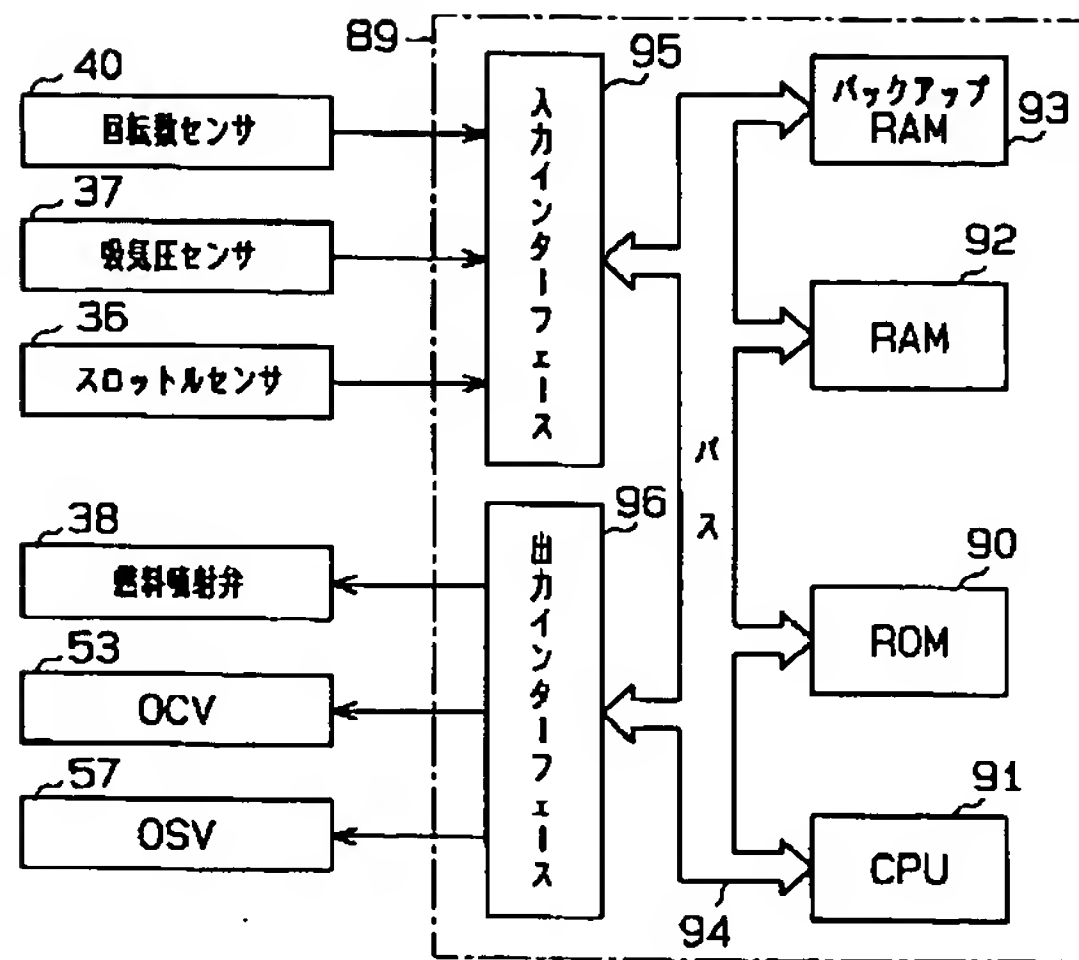 89
40
回転数センサ
37
吸気圧センサ
36
スロットルセンサ
38
燃料噴射弁
53
OCV
57
OSV
95
入力インターフェース
96
出力インターフェース
バス
94
バックアップ
RAM
93
92
RAM
90
ROM
91
CPU